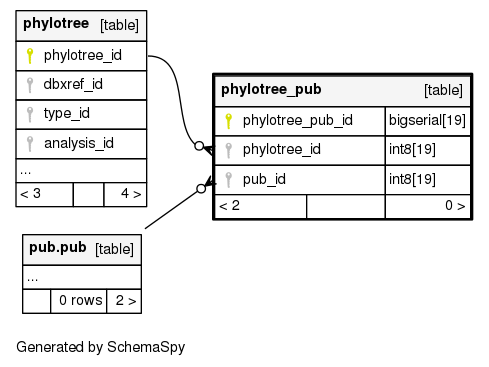 phylotree [table]
phylotree_id
dbxref_id
type_id
analysis_id
...
< 3 4 >
phylotree_pub [table]
phylotree_pub_id bigserial[19]
phylotree_id int8[19]
pub_id int8[19]
< 2 0 >
pub.pub [table]
...
0 rows 2 >
Generated by SchemaSpy